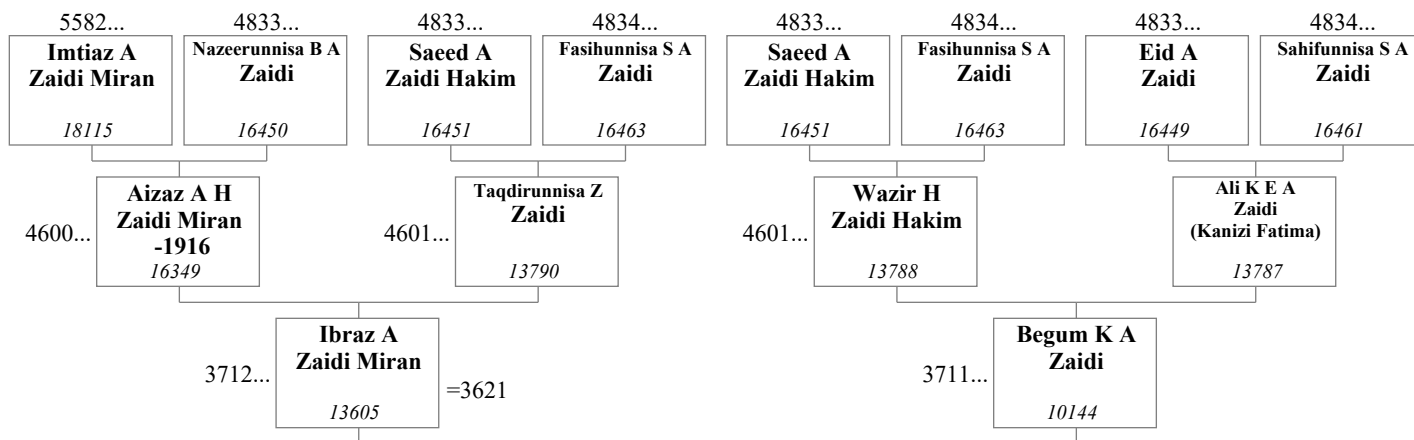 5582... 4833... 4833... 4834... 4833... 4834... 4833... 4834...
Imtiaz A
Zaidi Miran
18115
Nazeerunnisa B A
Zaidi
16450
Saeed A
Zaidi Hakim
16451
Fasihunnisa S A
Zaidi
16463
Saeed A
Zaidi Hakim
16451
Fasihunnisa S A
Zaidi
16463
Eid A
Zaidi
16449
Sahifunnisa S A
Zaidi
16461
4600...
Aizaz A H
Zaidi Miran
-1916
16349
4601...
Taqdirunnisa Z
Zaidi
13790
4601...
Wazir H
Zaidi Hakim
13788
Ali K E A
Zaidi
(Kanizi Fatima)
13787
3712...
Ibraz A
Zaidi Miran
13605
=3621
3711...
Begum K A
Zaidi
10144